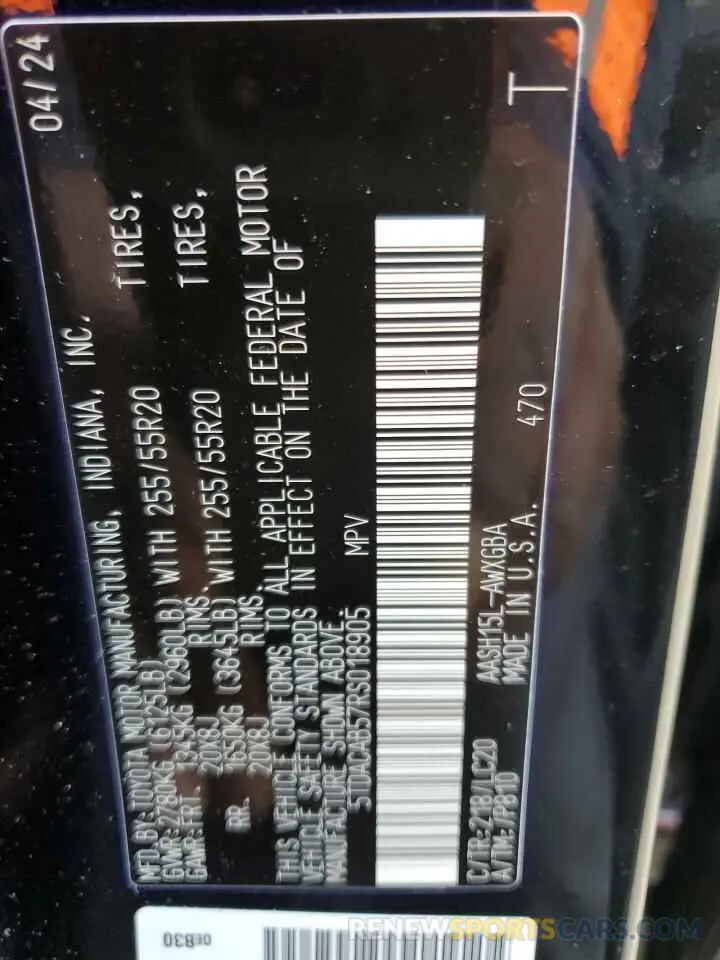 MFD.BY:TOYOTA MOTOR MANUFACTURING, INDIANA, INC. 04/24
GVWR:2780KG (6125LB)
GAWR:FRT. 1345KG (2960LB) WITH 255/55R20 TIRES,
20X8J RIMS.
RR. 1650KG (3645LB) WITH 255/55R20 TIRES,
20X8J RIMS.
THIS VEHICLE CONFORMS TO ALL APPLICABLE FEDERAL MOTOR
VEHICLE SAFETY STANDARDS IN EFFECT ON THE DATE OF
MANUFACTURE SHOWN ABOVE.
5TDACAB57RS018905 MPV
C/TR:218/LC20 AASH15L-AWXGBA
A/TM:/P810 MADE IN U.S.A. 470 T
0EB30
RENEWSPORTSCARS.COM